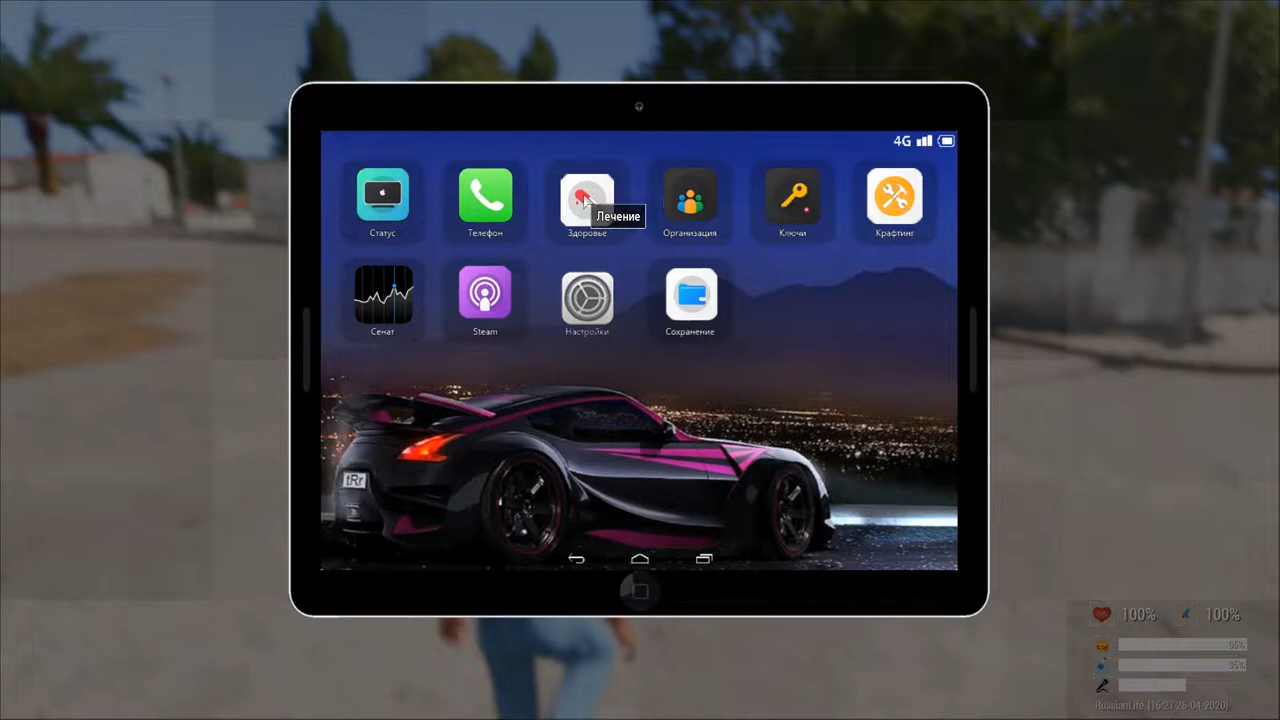 4G
Статус
Телефон
Здоровье
Организация
Ключи
Крафтинг
Лечение
Сенат
Steam
Настройки
Сохранение
tRr
100% 100%
95%
95%
RussianLife [16:27 26-04-2020]